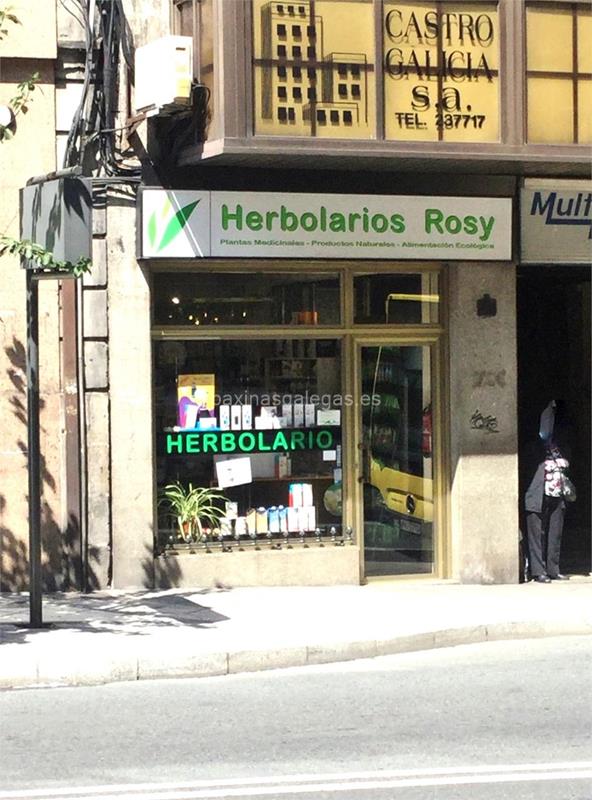 CASTRO
GALICIA
s.a.
TEL. 237717
Herbolarios Rosy
Plantas Medicinales - Productos Naturales - Alimentación Ecológica
Mult
paxinasgalegas.es
HERBOLARIO